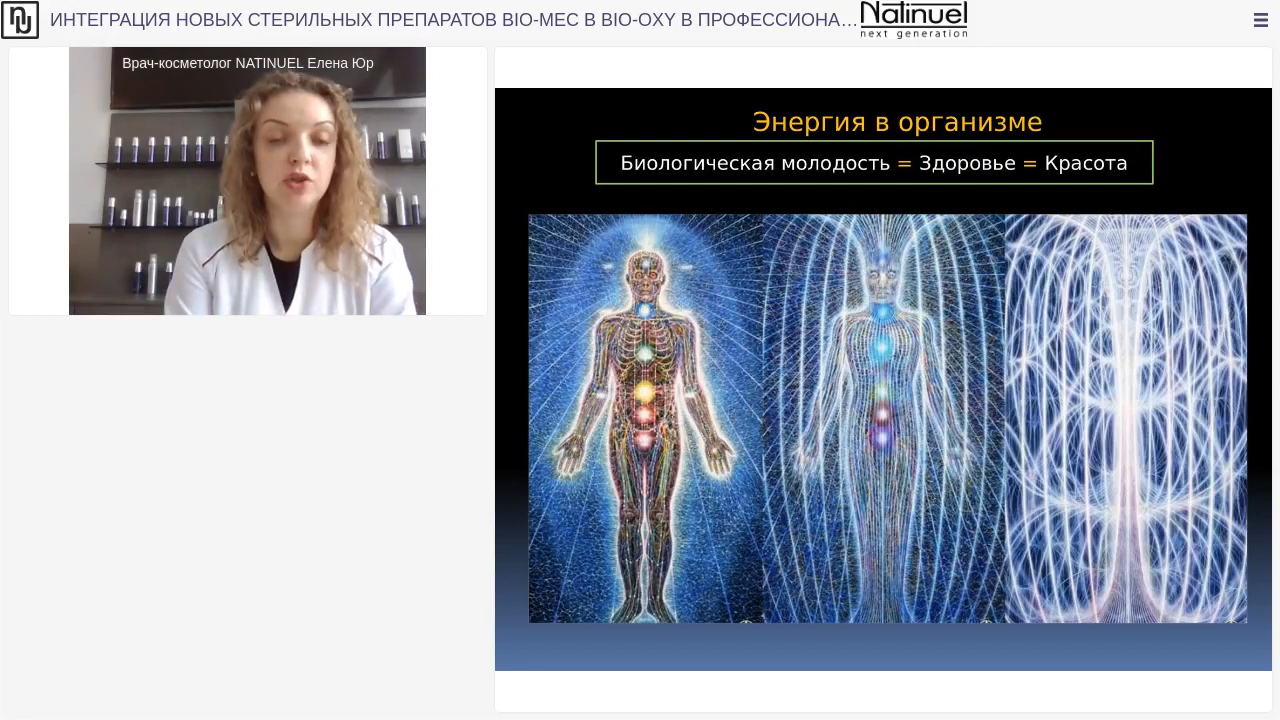 ИНТЕГРАЦИЯ НОВЫХ СТЕРИЛЬНЫХ ПРЕПАРАТОВ BIO-MEC В BIO-OXY В ПРОФЕССИОНА…
Natinuel
next generation
Врач-косметолог NATINUEL Елена Юр
Энергия в организме
Биологическая молодость = Здоровье = Красота